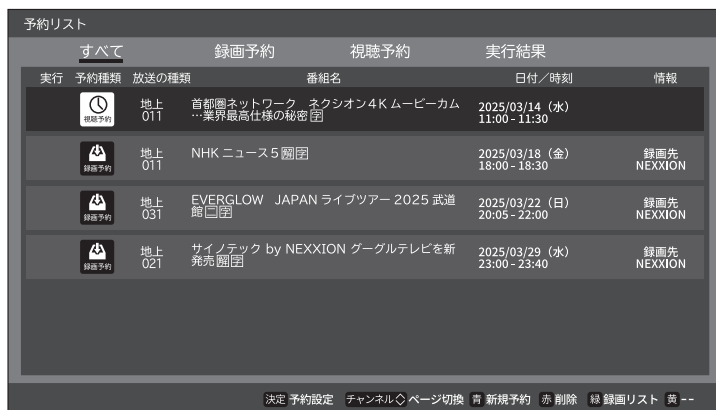 予約リスト
すべて 録画予約 視聴予約 実行結果
実行 予約種類 放送の種類 番組名 日付／時刻 情報
視聴予約
地上
011
首都圏ネットワーク ネクシオン4Kムービーカム
…業界最高仕様の秘密字
2025/03/14（水）
11:00 - 11:30
録画予約
地上
011
NHKニュース5解字
2025/03/18（金）
18:00 - 18:30
録画先
NEXXION
録画予約
地上
031
EVERGLOW JAPANライブツアー2025 武道
館二字
2025/03/22（日）
20:05 - 22:00
録画先
NEXXION
録画予約
地上
021
サイノテック by NEXXION グーグルテレビを新
発売解字
2025/03/29（水）
23:00 - 23:40
録画先
NEXXION
決定 予約設定 チャンネル ページ切換 青 新規予約 赤 削除 緑 録画リスト 黄 --